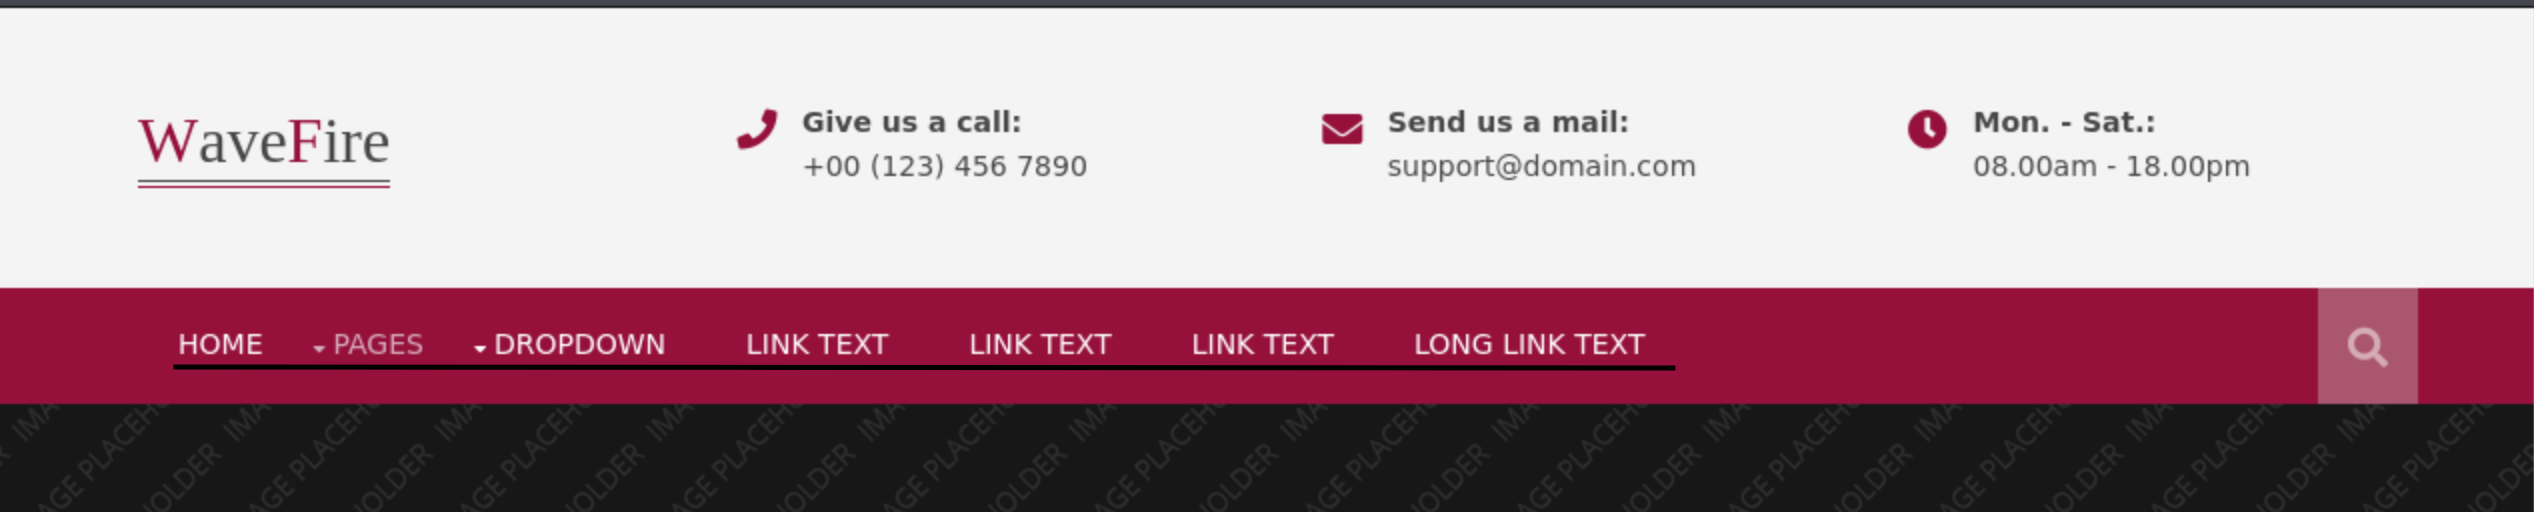 WaveFire
Give us a call:
+00 (123) 456 7890
Send us a mail:
support@domain.com
Mon. - Sat.:
08.00am - 18.00pm
HOME PAGES DROPDOWN LINK TEXT LINK TEXT LINK TEXT LONG LINK TEXT